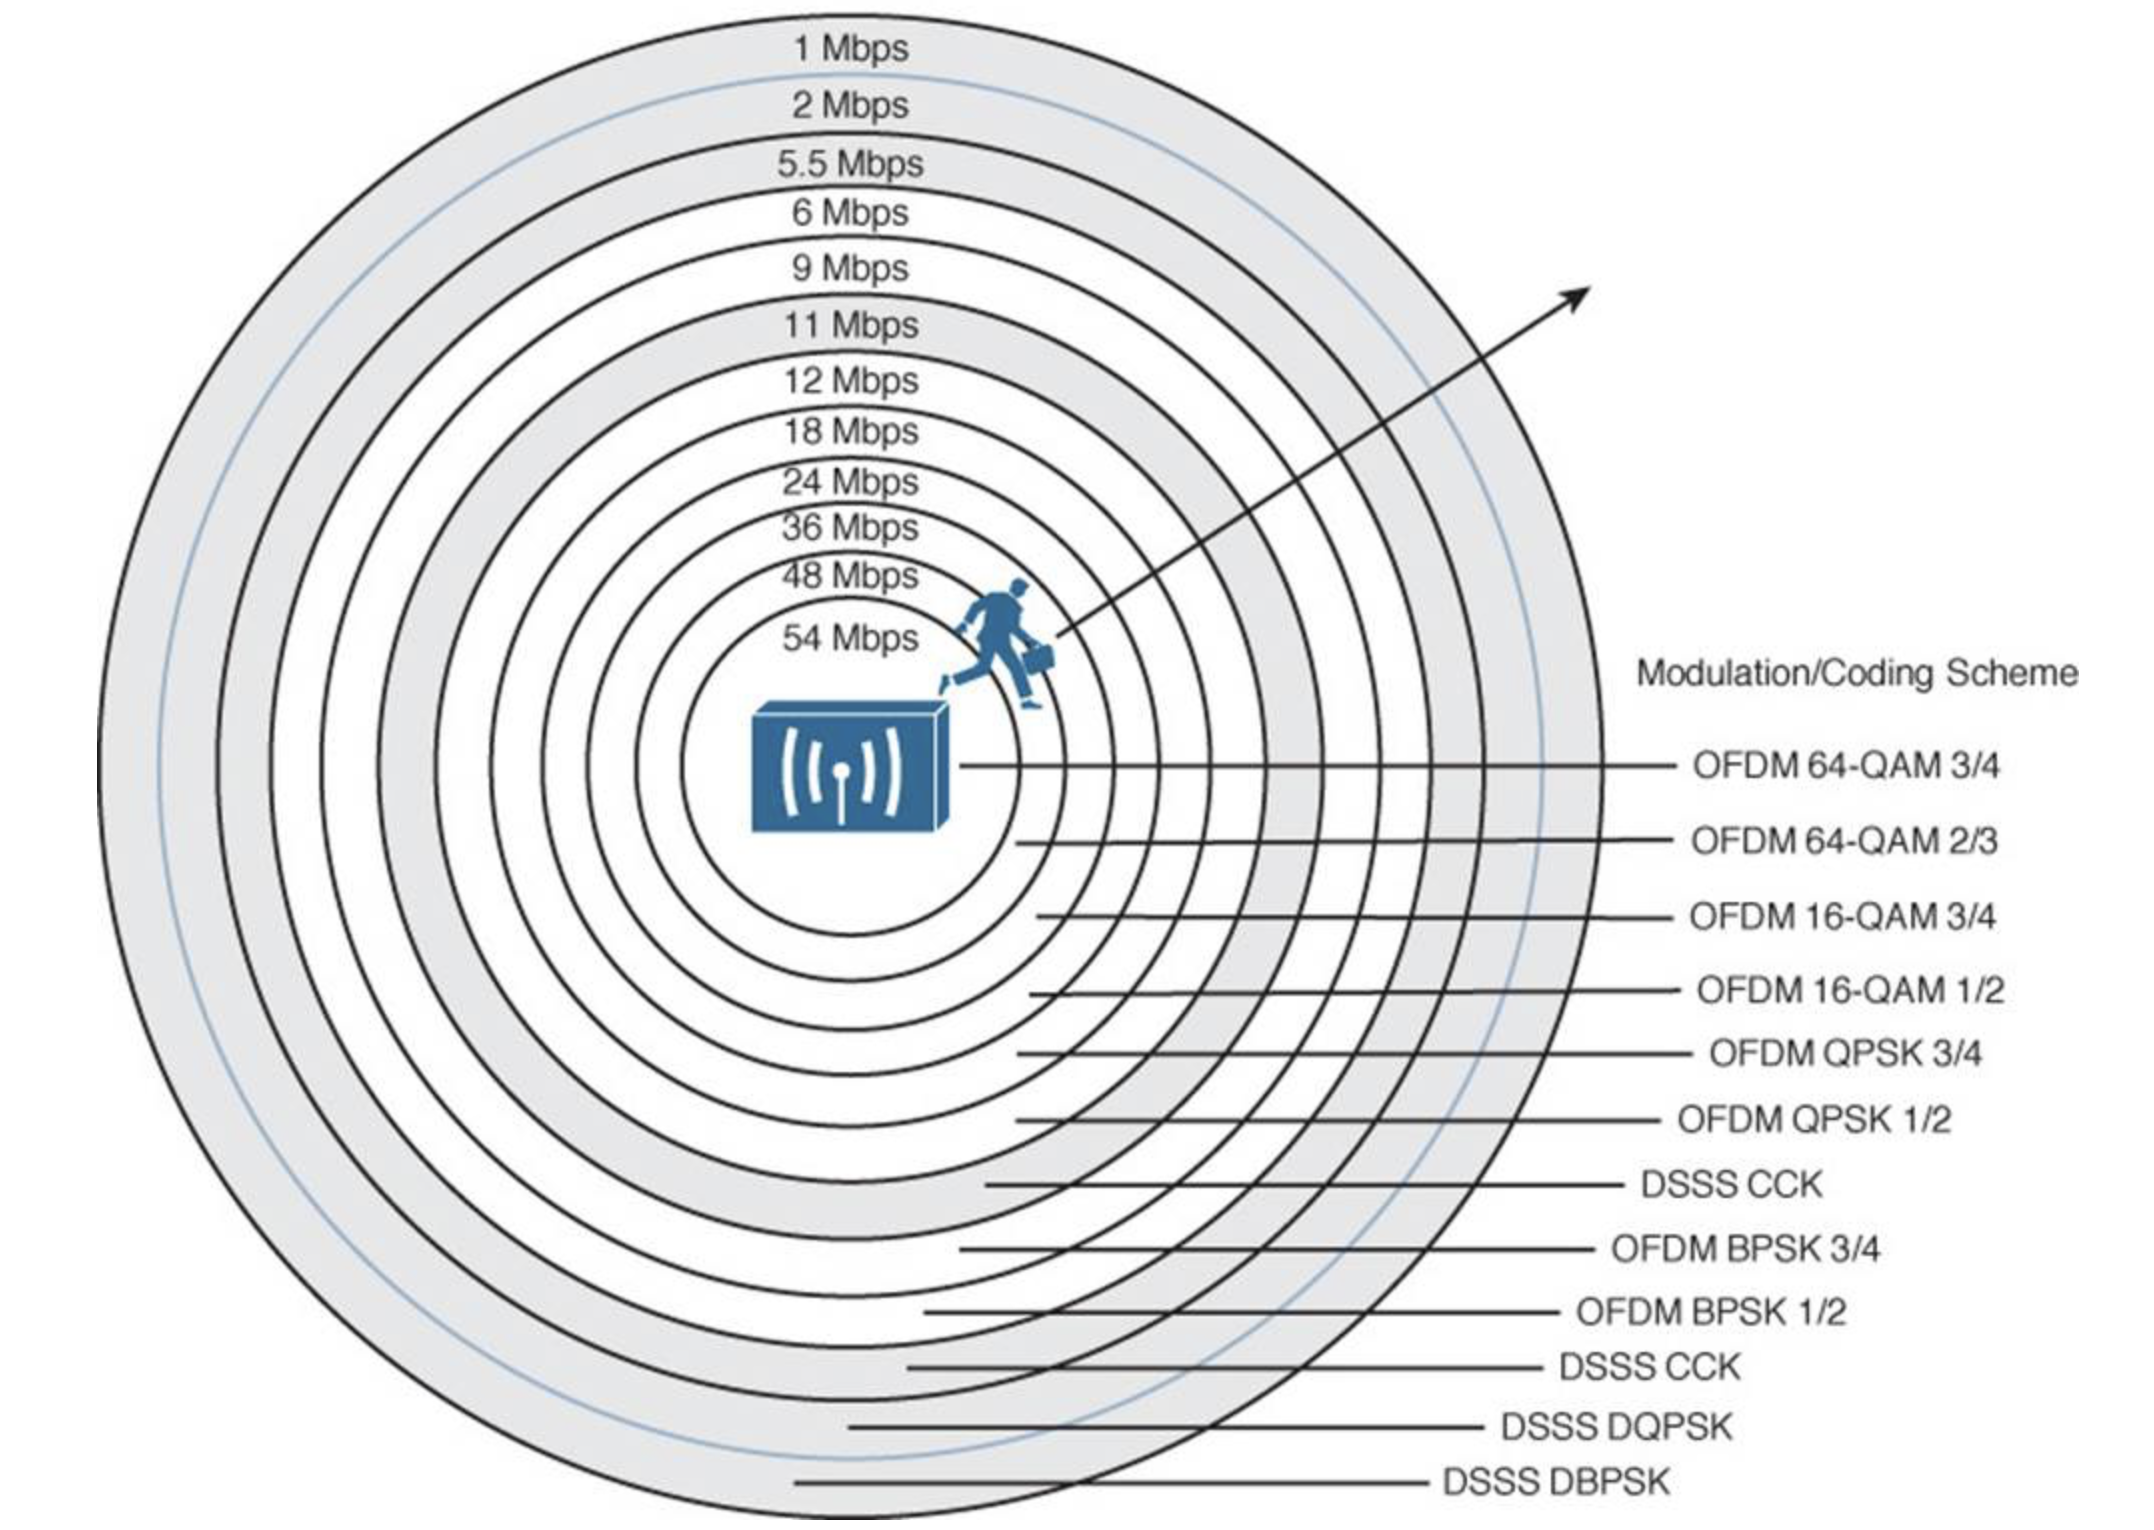 1 Mbps
2 Mbps
5.5 Mbps
6 Mbps
9 Mbps
11 Mbps
12 Mbps
18 Mbps
24 Mbps
36 Mbps
48 Mbps
54 Mbps
Modulation/Coding Scheme
OFDM 64-QAM 3/4
OFDM 64-QAM 2/3
OFDM 16-QAM 3/4
OFDM 16-QAM 1/2
OFDM QPSK 3/4
OFDM QPSK 1/2
DSSS CCK
OFDM BPSK 3/4
OFDM BPSK 1/2
DSSS CCK
DSSS DQPSK
DSSS DBPSK